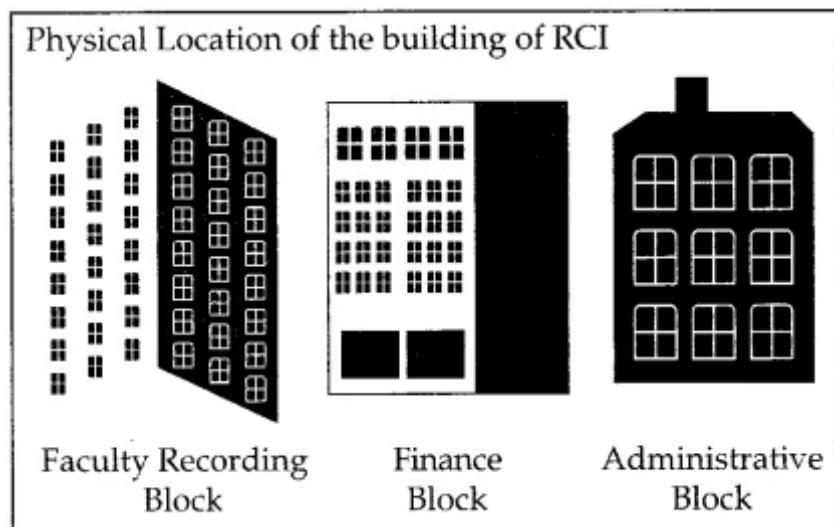 Physical Location of the building of RCI
Faculty Recording Block
Finance Block
Administrative Block